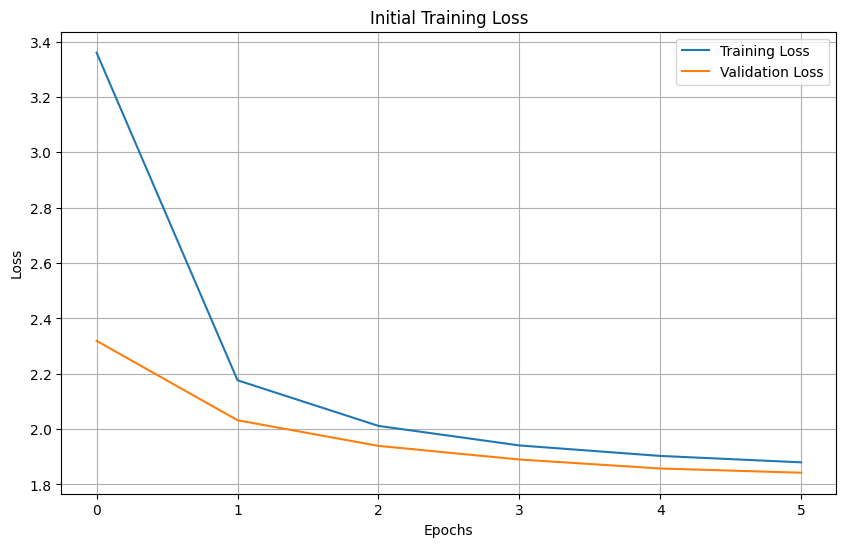 Initial Training Loss
Training Loss
Validation Loss
3.4
3.2
3.0
2.8
2.6
2.4
2.2
2.0
1.8
Loss
0 1 2 3 4 5
Epochs